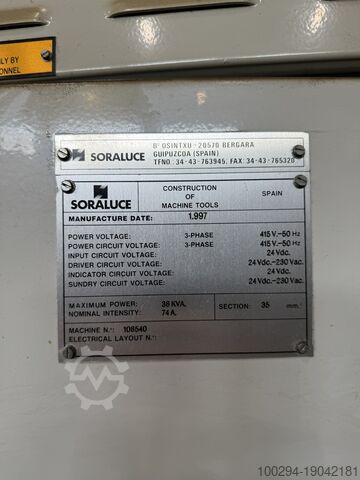 LY BY
ONNEL
Bº OSINTXU - 20570 BERGARA
GUIPUZCOA (SPAIN)
TFNO. 34-43-763945. FAX 34-43-765320
SORALUCE
SORALUCE
CONSTRUCTION OF MACHINE TOOLS
SPAIN
MANUFACTURE DATE: 1.997
POWER VOLTAGE: 3-PHASE 415 V.-50 Hz
POWER CIRCUIT VOLTAGE: 3-PHASE 415 V.-50 Hz
INPUT CIRCUIT VOLTAGE: 24 Vdc.
DRIVER CIRCUIT VOLTAGE: 24 Vdc.-230 Vac.
INDICATOR CIRCUIT VOLTAGE: 24 Vdc.
SUNDRY CIRCUIT VOLTAGE: 24 Vdc.-230 Vac.
MAXIMUM POWER: 38 KVA. SECTION: 35 mm²
NOMINAL INTENSITY: 74 A.
MACHINE N.º: 108540
ELECTRICAL LAYOUT N.º:
100294-19042181